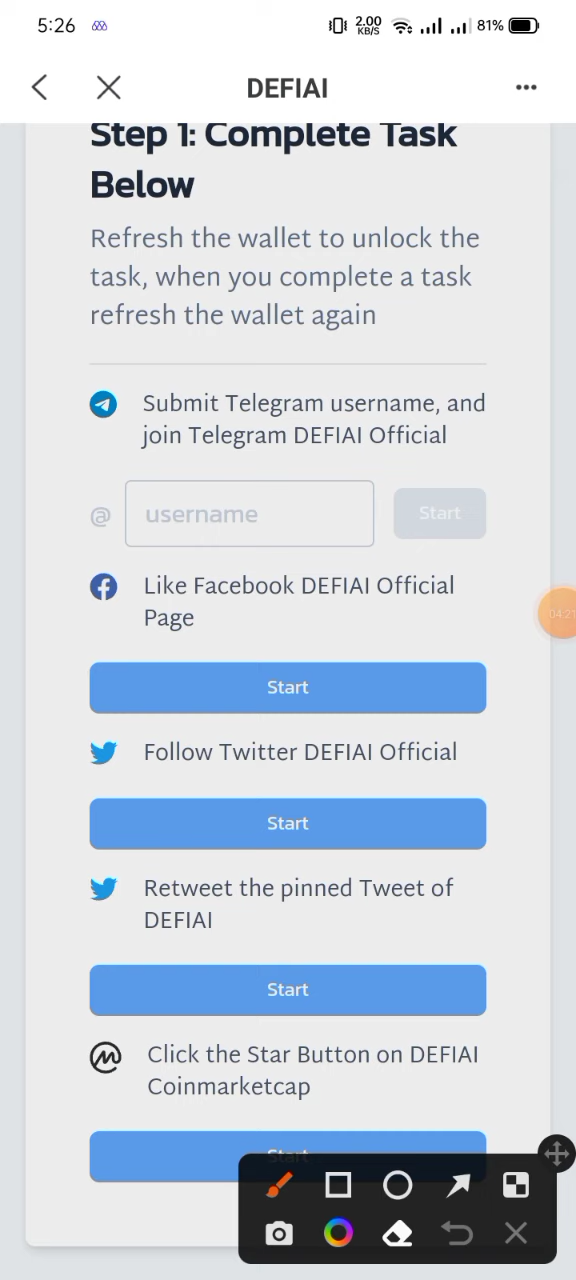 5:26
2.00
KB/S
81%
DEFIAI
Step 1: Complete Task
Below
Refresh the wallet to unlock the
task, when you complete a task
refresh the wallet again
Submit Telegram username, and
join Telegram DEFIAI Official
@ username Start
Like Facebook DEFIAI Official
Page
04:21
Start
Follow Twitter DEFIAI Official
Start
Retweet the pinned Tweet of
DEFIAI
Start
Click the Star Button on DEFIAI
Coinmarketcap
Start